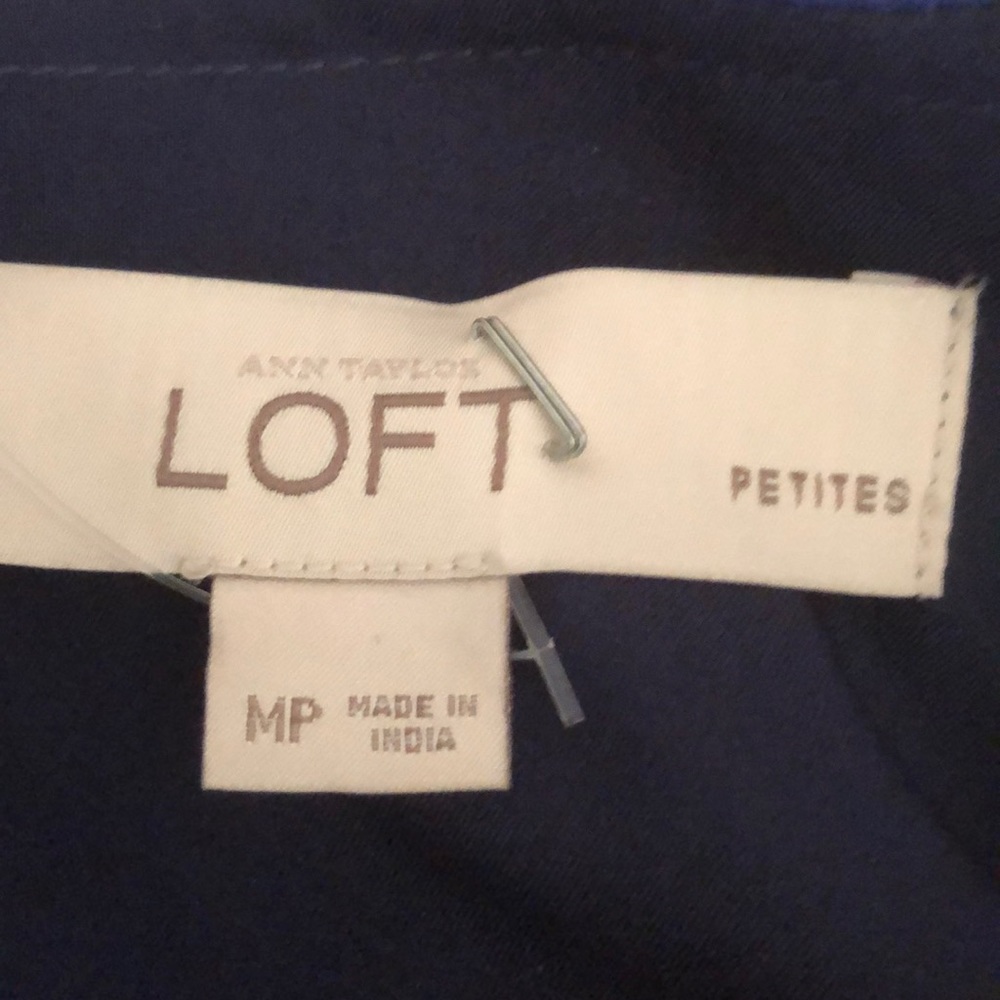 ANN TAYLOR
LOFT
PETITES
MP
MADE IN
INDIA